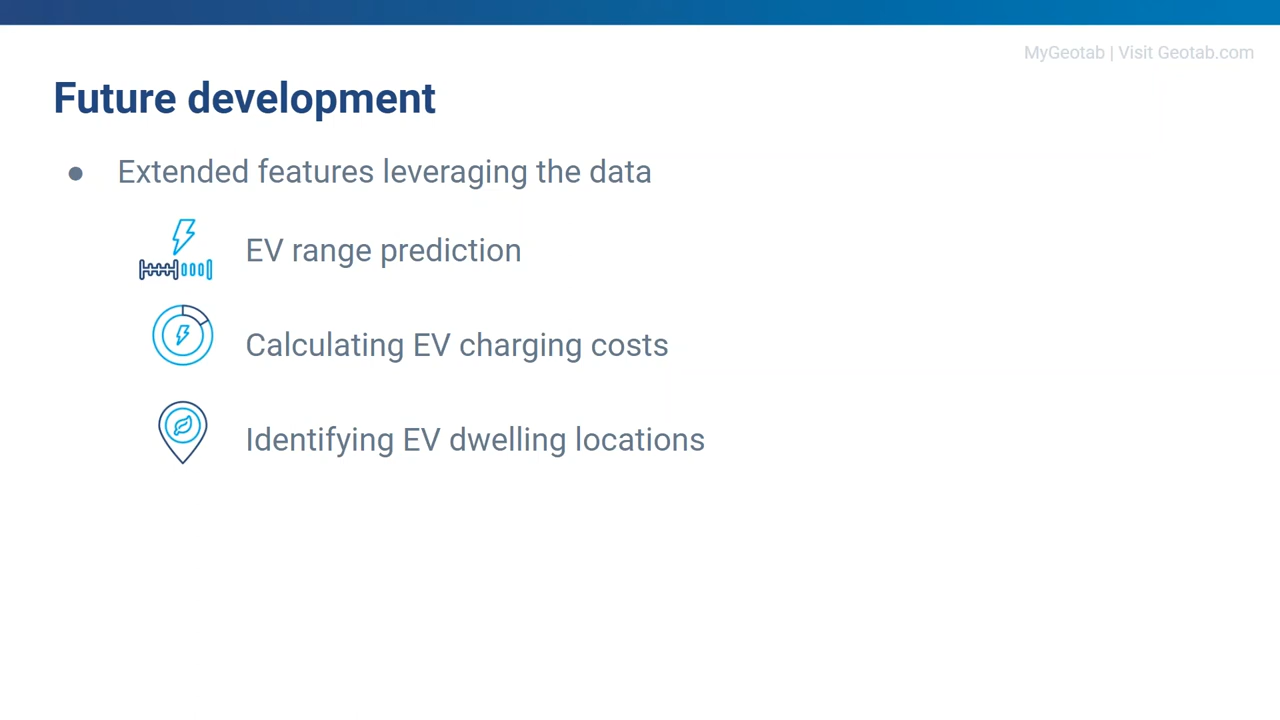 MyGeotab | Visit Geotab.com
Future development
● Extended features leveraging the data
EV range prediction
Calculating EV charging costs
Identifying EV dwelling locations